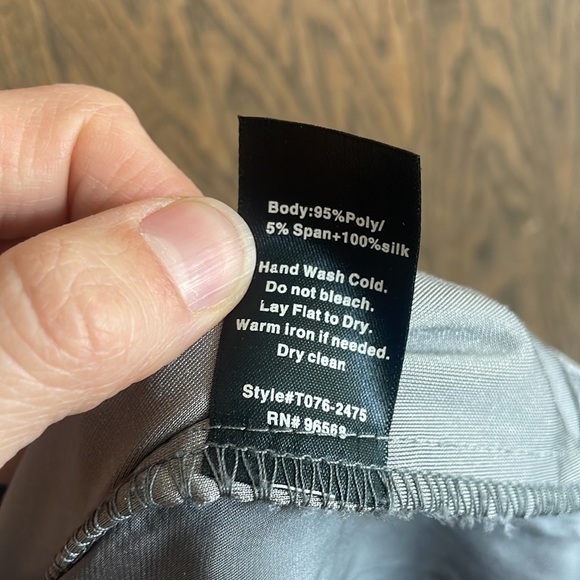 Body:95%Poly/
5% Span+100%silk
Hand Wash Cold.
Do not bleach.
Lay Flat to Dry.
Warm iron if needed.
Dry clean
Style#T076-2475
RN# 96568